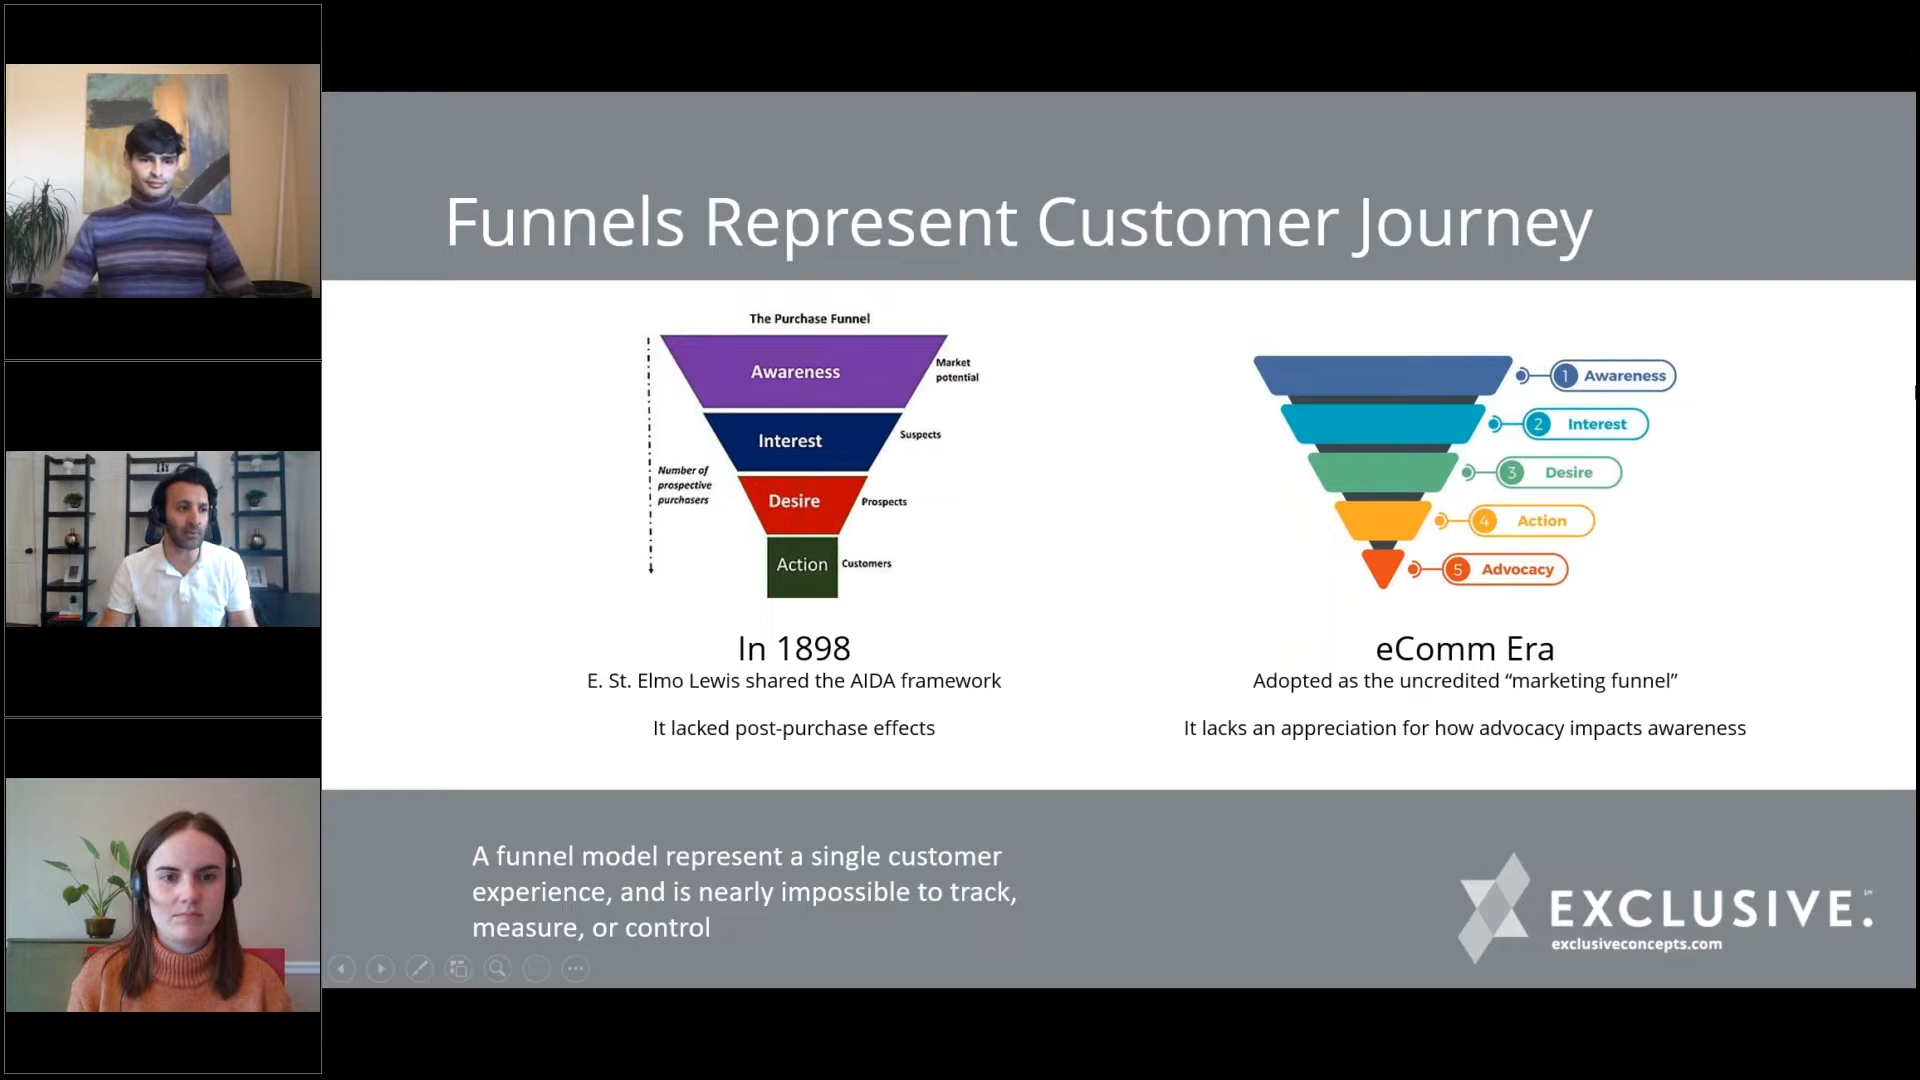 Funnels Represent Customer Journey
The Purchase Funnel
Awareness
Market
potential
Interest
Suspects
Number of
prospective
purchasers
Desire
Prospects
Action
Customers
In 1898
E. St. Elmo Lewis shared the AIDA framework
It lacked post-purchase effects
1 Awareness
2 Interest
3 Desire
4 Action
5 Advocacy
eComm Era
Adopted as the uncredited “marketing funnel”
It lacks an appreciation for how advocacy impacts awareness
A funnel model represent a single customer
experience, and is nearly impossible to track,
measure, or control
EXCLUSIVE. SM
exclusiveconcepts.com